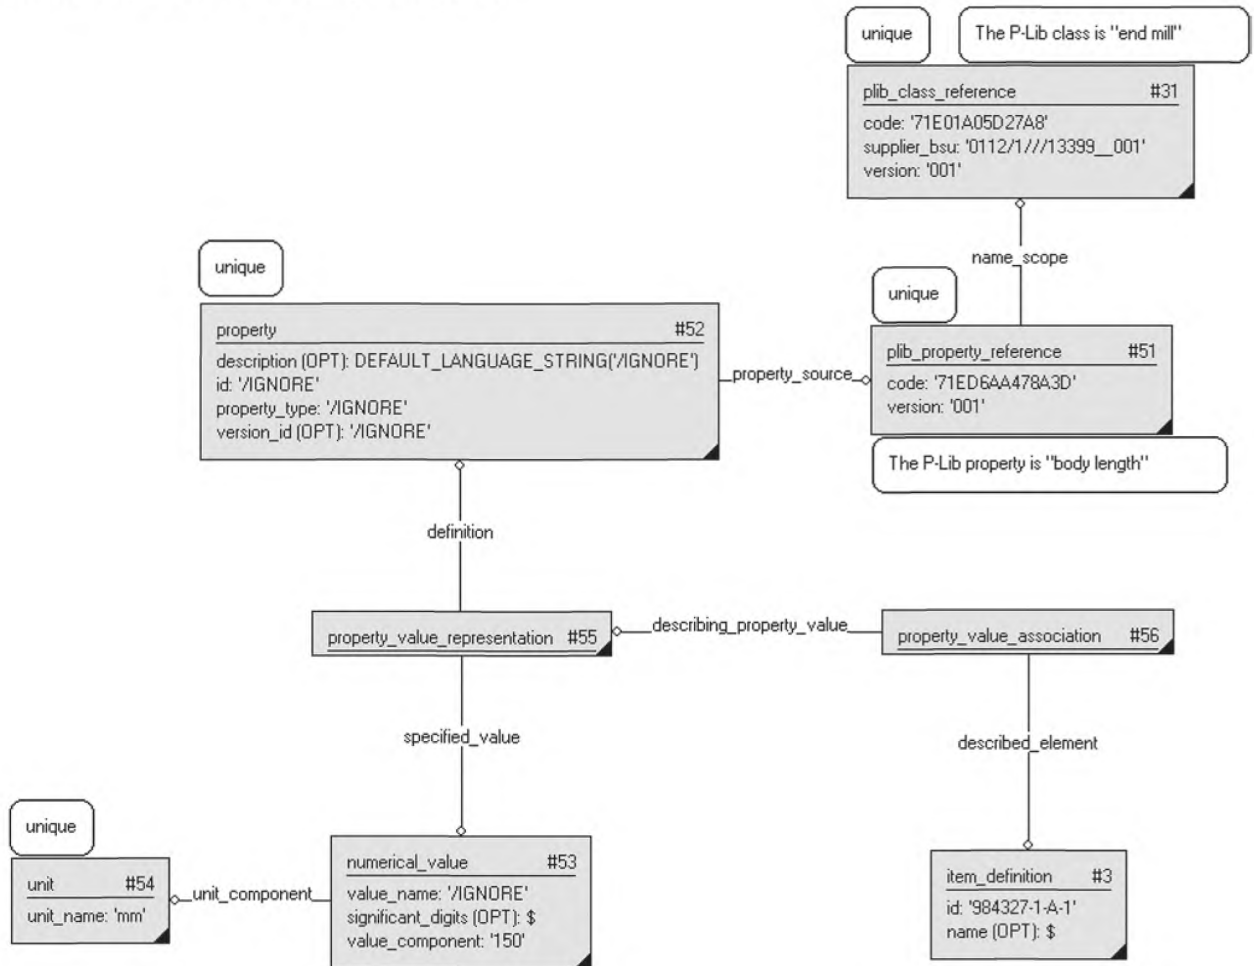 unique
The P-Lib class is "end mill"
plib_class_reference #31
code: '71E01A05D27A8'
supplier_bsu: '0112/1///13399__001'
version: '001'
name_scope
unique
unique
property #52
description (OPT): DEFAULT_LANGUAGE_STRING('/IGNORE')
id: '/IGNORE'
property_type: '/IGNORE'
version_id (OPT): '/IGNORE'
property_source
plib_property_reference #51
code: '71ED6AA478A3D'
version: '001'
The P-Lib property is "body length"
definition
property_value_representation #55
describing_property_value
property_value_association #56
specified_value
described_element
unique
unit #54
unit_name: 'mm'
unit_component
numerical_value #53
value_name: '/IGNORE'
significant_digits (OPT): $
value_component: '150'
item_definition #3
id: '984327-1-A-1'
name (OPT): $